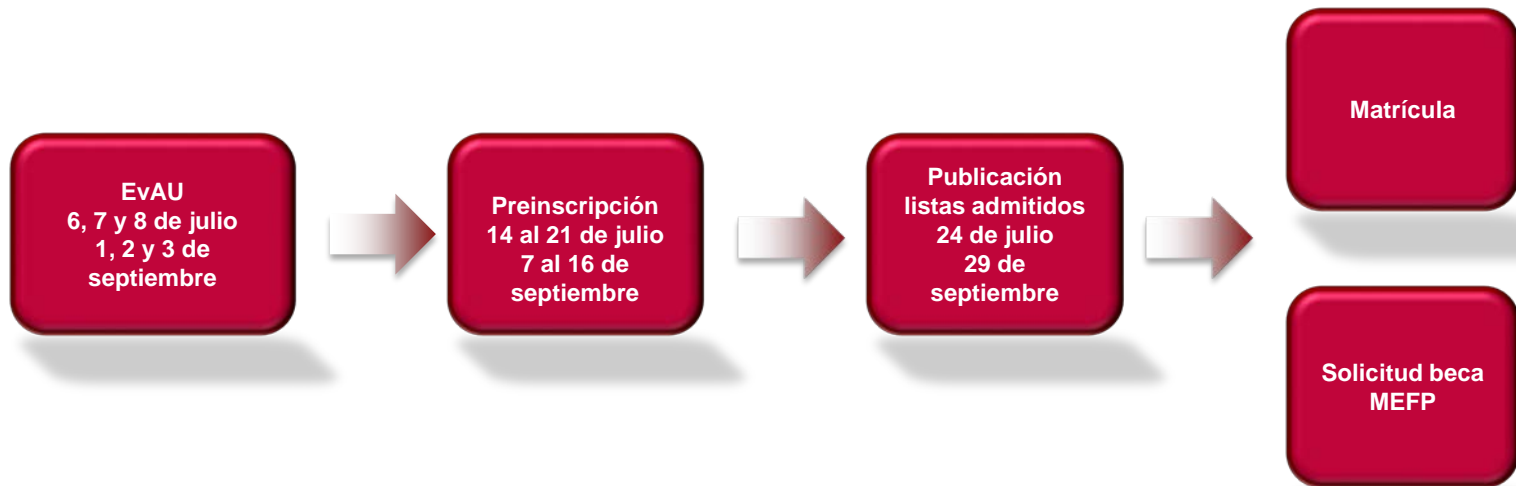 EvAU
6, 7 y 8 de julio
1, 2 y 3 de
septiembre
Preinscripción
14 al 21 de julio
7 al 16 de
septiembre
Publicación
listas admitidos
24 de julio
29 de
septiembre
Matrícula
Solicitud beca
MEFP